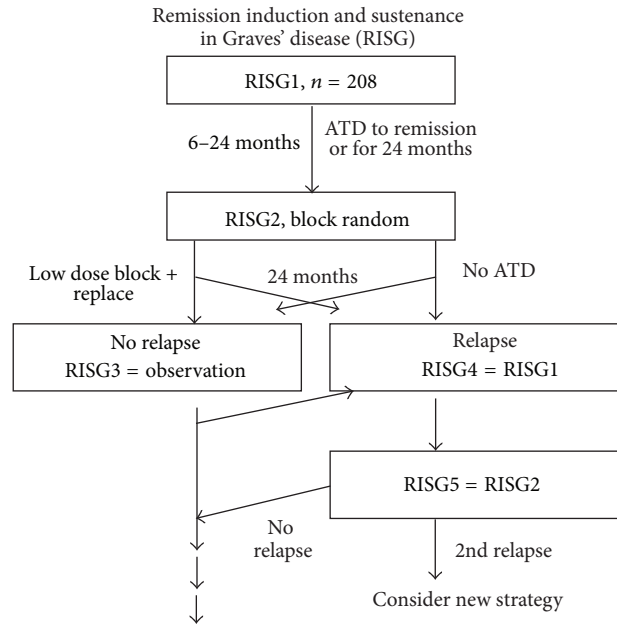 Remission induction and sustenance
in Graves' disease (RISG)
RISG1, n = 208
6–24 months
ATD to remission
or for 24 months
RISG2, block random
Low dose block +
replace
24 months
No ATD
No relapse
RISG3 = observation
Relapse
RISG4 = RISG1
RISG5 = RISG2
No
relapse
2nd relapse
Consider new strategy